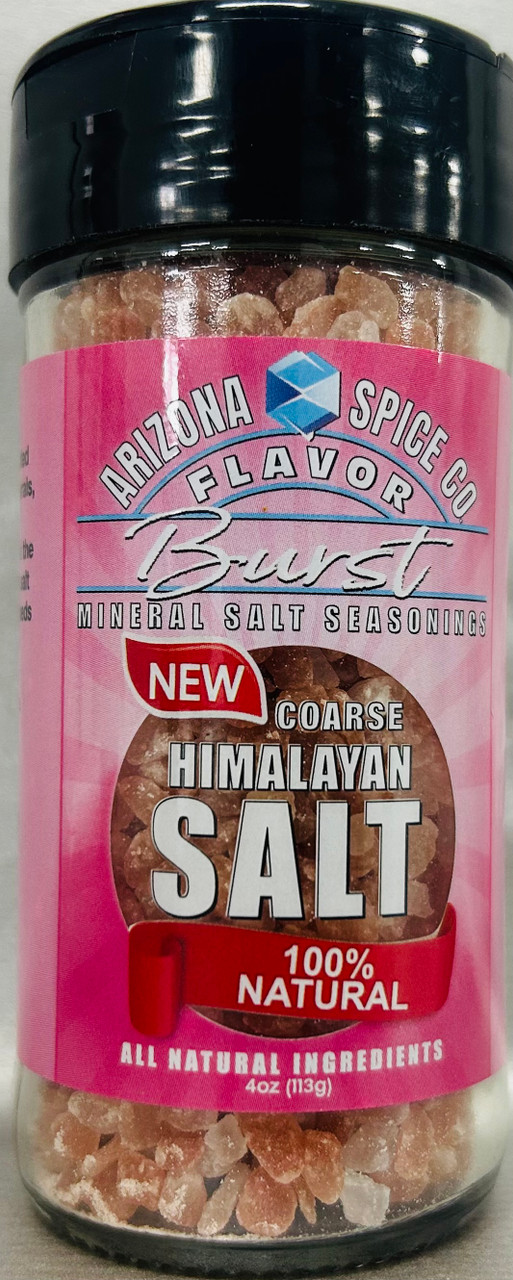 ARIZONA SPICE CO
FLAVOR
Burst
MINERAL SALT SEASONINGS
NEW
COARSE
HIMALAYAN
SALT
100%
NATURAL
ALL NATURAL INGREDIENTS
4oz (113g)
the